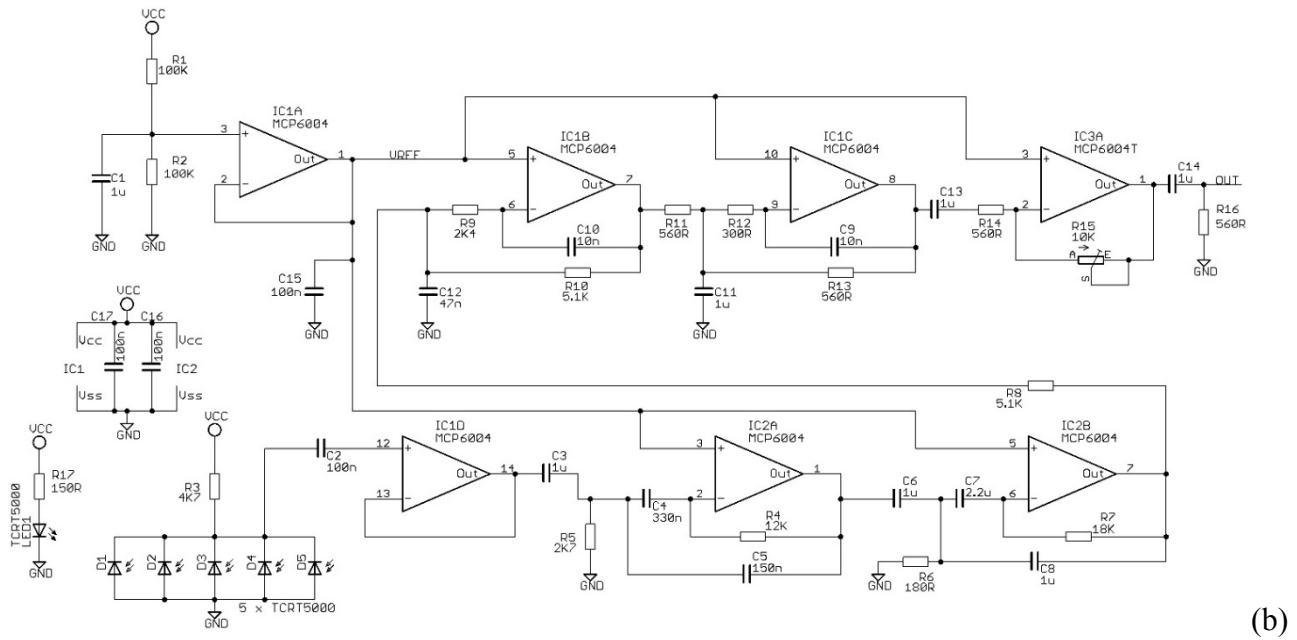 VCC
R1
100K
IC1A
MCP6004
3
+
Out
1
VREF
2
-
R2
100K
C1
1u
GND
GND
IC1B
MCP6004
5
+
7
Out
6
-
R9
2K4
C10
10n
R10
5.1K
C12
47n
GND
C15
100n
GND
R11
560R
R12
300R
C11
1u
GND
IC1C
MCP6004
10
+
8
Out
9
-
C9
10n
R13
560R
C13
1u
R14
560R
IC3A
MCP6004T
3
+
1
Out
2
-
R15
10K
A
E
S
C14
1u
OUT
R16
560R
GND
VCC
C17
C16
Vcc
100n
100n
Vcc
IC1
IC2
Vss
Vss
GND
VCC
R17
150R
TCRT5000
LED1
GND
VCC
R3
4K7
D1
D2
D3
D4
D5
GND
5 x TCRT5000
C2
100n
IC1D
MCP6004
12
+
14
Out
13
-
C3
1u
R5
2K7
GND
C4
330n
IC2A
MCP6004
3
+
1
Out
2
-
R4
12K
C5
150n
C6
1u
C7
2.2u
R6
180R
GND
R8
5.1K
IC2B
MCP6004
5
+
7
Out
6
-
R7
18K
C8
1u
(b)